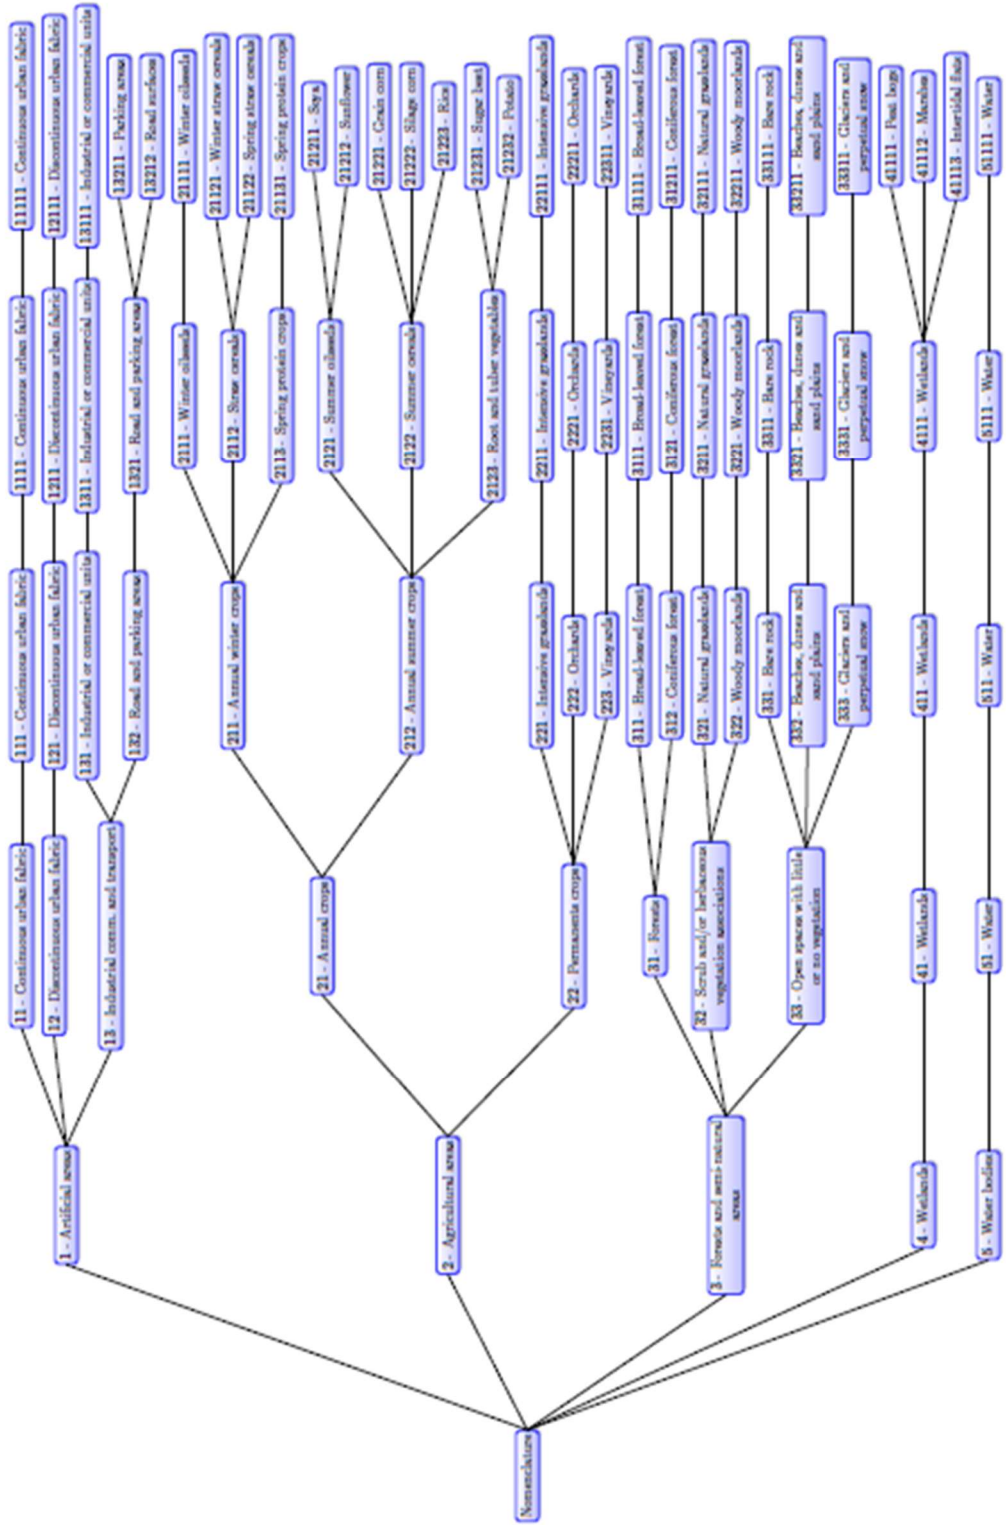 Nomenclature
1 - Artificial areas
2 - Agricultural areas
3 - Forests and semi-natural
areas
4 - Wetlands
5 - Water bodies
11 - Continuous urban fabric
12 - Discontinuous urban fabric
13 - Industrial comm. and transport
21 - Annual crops
22 - Permanents crops
31 - Forests
32 - Scrub and/or herbaceous
vegetation associations
33 - Open spaces with little
or no vegetation
41 - Wetlands
51 - Water
111 - Continuous urban fabric
121 - Discontinuous urban fabric
131 - Industrial or commercial units
132 - Road and parking areas
211 - Annual winter crops
212 - Annual summer crops
221 - Intensive grasslands
222 - Orchards
223 - Vineyards
311 - Broad-leaved forest
312 - Coniferous forest
321 - Natural grasslands
322 - Woody moorlands
331 - Bare rock
332 - Beaches, dunes and
sand plains
333 - Glaciers and
perpetual snow
411 - Wetlands
511 - Water
1111 - Continuous urban fabric
1211 - Discontinuous urban fabric
1311 - Industrial or commercial units
1321 - Road and parking areas
2111 - Winter oilseeds
2112 - Straw cereals
2113 - Spring protein crops
2121 - Summer oilseeds
2122 - Summer cereals
2123 - Root and tuber vegetables
2211 - Intensive grasslands
2221 - Orchards
2231 - Vineyards
3111 - Broad-leaved forest
3121 - Coniferous forest
3211 - Natural grasslands
3221 - Woody moorlands
3311 - Bare rock
3321 - Beaches, dunes and
sand plains
3331 - Glaciers and
perpetual snow
4111 - Wetlands
5111 - Water
11111 - Continuous urban fabric
12111 - Discontinuous urban fabric
13111 - Industrial or commercial units
13211 - Parking areas
13212 - Road surfaces
21111 - Winter oilseeds
21121 - Winter straw cereals
21122 - Spring straw cereals
21131 - Spring protein crops
21211 - Soya
21212 - Sunflower
21221 - Grain corn
21222 - Silage corn
21223 - Rice
21231 - Sugar beet
21232 - Potato
22111 - Intensive grasslands
22211 - Orchards
22311 - Vineyards
31111 - Broad-leaved forest
31211 - Coniferous forest
32111 - Natural grasslands
32211 - Woody moorlands
33111 - Bare rock
33211 - Beaches, dunes and
sand plains
33311 - Glaciers and
perpetual snow
41111 - Peat bogs
41112 - Marshes
41113 - Intertidal flats
51111 - Water